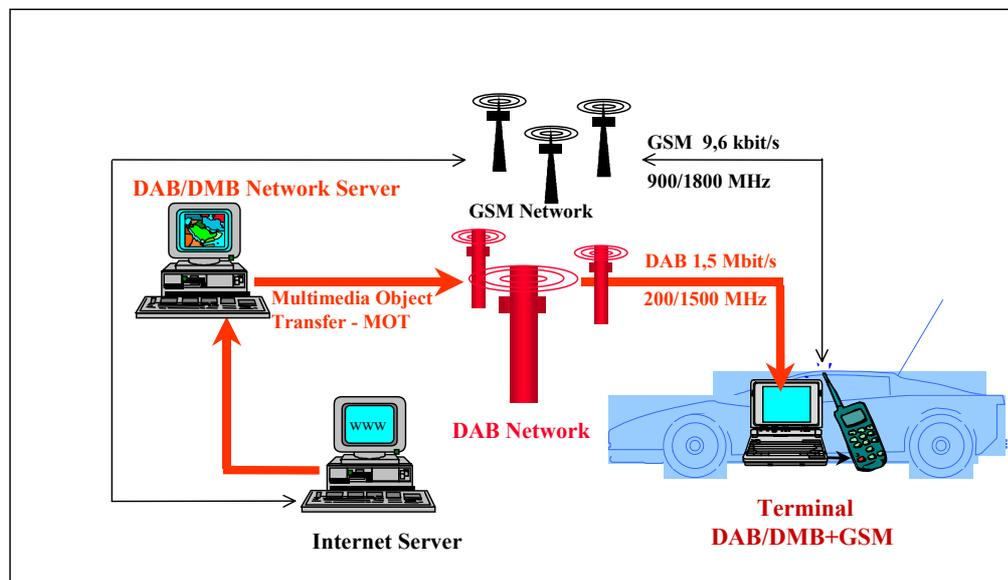 GSM 9,6 kbit/s
900/1800 MHz
DAB/DMB Network Server
GSM Network
DAB 1,5 Mbit/s
200/1500 MHz
Multimedia Object
Transfer - MOT
www
DAB Network
Internet Server
Terminal
DAB/DMB+GSM